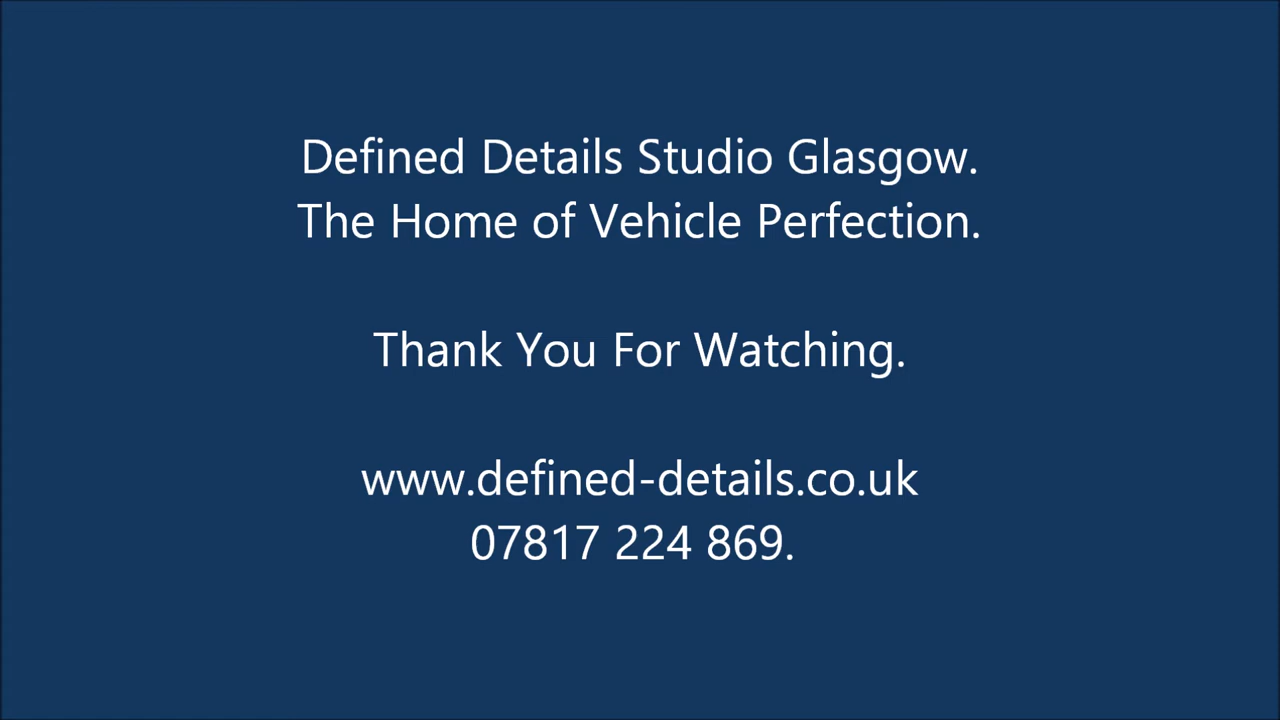 Defined Details Studio Glasgow.
The Home of Vehicle Perfection.
Thank You For Watching.
www.defined-details.co.uk
07817 224 869.